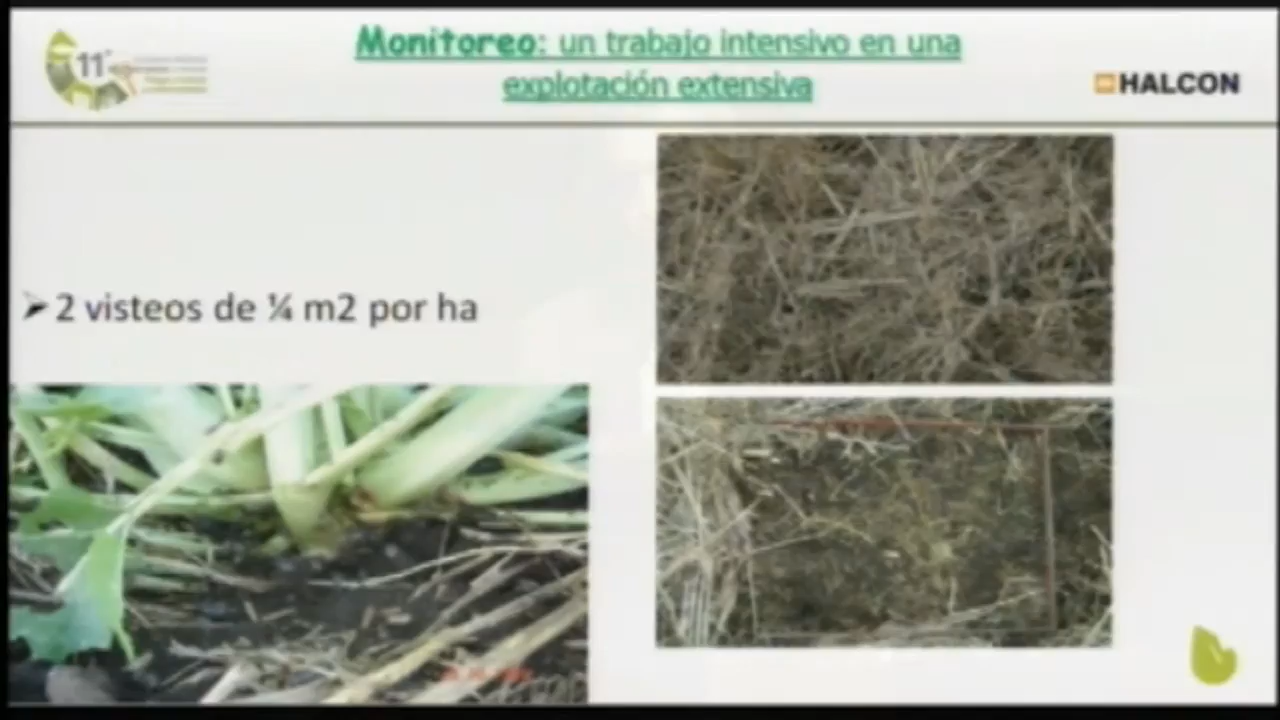 11°
Monitoreo: un trabajo intensivo en una
explotación extensiva
HALCON
2 visteos de ¼ m2 por ha